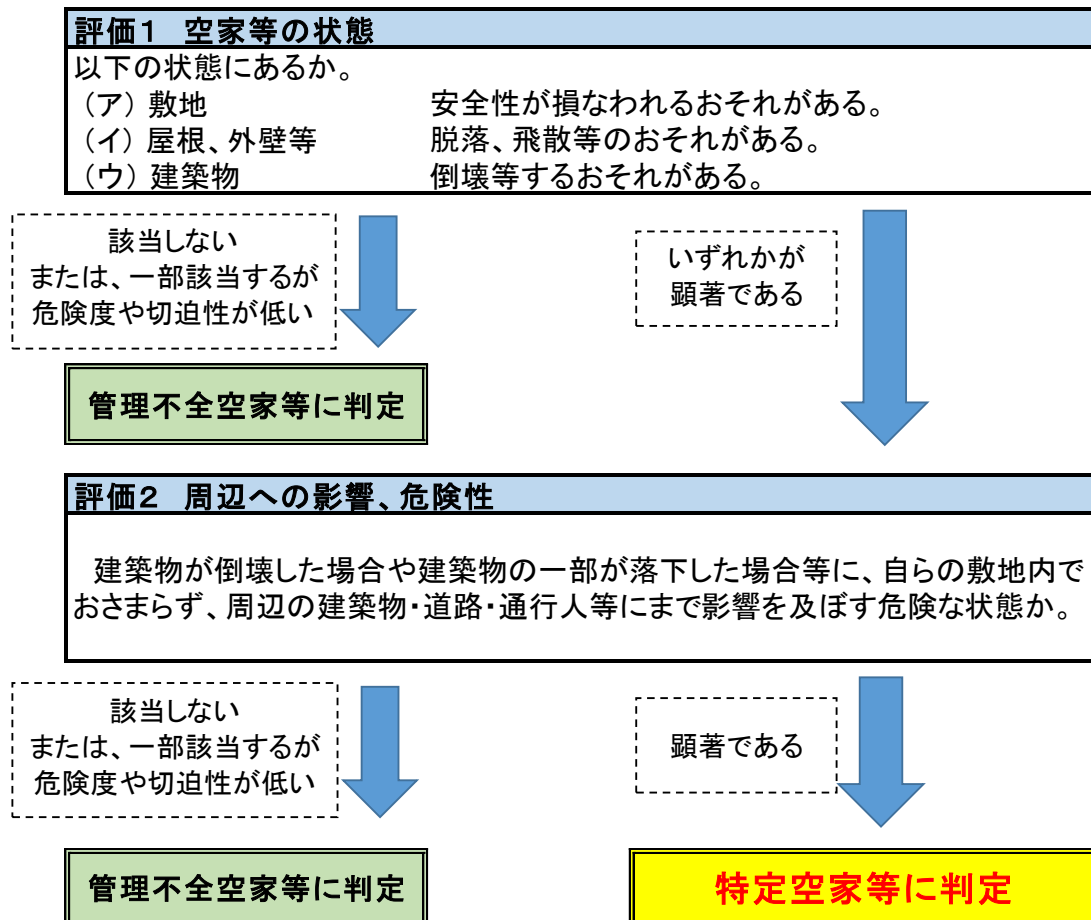 評価1 空家等の状態
以下の状態にあるか。
(ア)敷地 安全性が損なわれるおそれがある。
(イ)屋根、外壁等 脱落、飛散等のおそれがある。
(ウ)建築物 倒壊等するおそれがある。
該当しない
または、一部該当するが
危険度や切迫性が低い
いずれかが
顕著である
管理不全空家等に判定
評価2 周辺への影響、危険性
建築物が倒壊した場合や建築物の一部が落下した場合等に、自らの敷地内で
おさまらず、周辺の建築物・道路・通行人等にまで影響を及ぼす危険な状態か。
該当しない
または、一部該当するが
危険度や切迫性が低い
顕著である
管理不全空家等に判定
特定空家等に判定